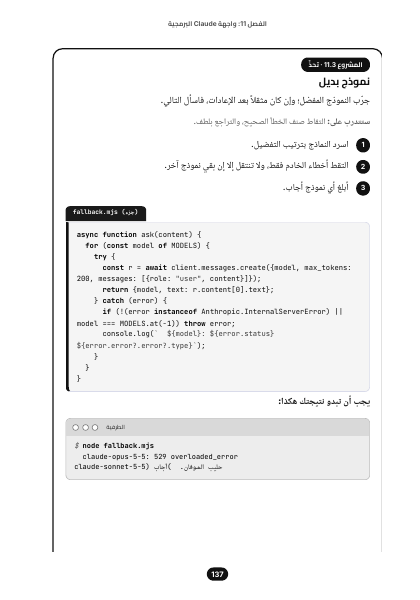 الفصل 11: واجهة Claude البرمجية
المشروع 11.3 · تحدٍّ
نموذج بديل
جرّب النموذج المفضل؛ وإن كان مثقلاً بعد الإعادات، فاسأل التالي.
ستتدرب على: التقاط صنف الخطأ الصحيح، والتراجع بلطف.
1 اسرد النماذج بترتيب التفضيل.
2 التقط أخطاء الخادم فقط، ولا تنتقل إلا إن بقي نموذج آخر.
3 أبلغ أي نموذج أجاب.
fallback.mjs (جزء)
async function ask(content) {
for (const model of MODELS) {
try {
const r = await client.messages.create({model, max_tokens:
200, messages: [{role: "user", content}]});
return {model, text: r.content[0].text};
} catch (error) {
if (!(error instanceof Anthropic.InternalServerError) ||
model === MODELS.at(-1)) throw error;
console.log(`  ${model}: ${error.status}
${error.error?.error?.type}`);
}
}
}
يجب أن تبدو نتيجتك هكذا:
الطرفية
$ node fallback.mjs
claude-opus-5-5: 529 overloaded_error
claude-sonnet-5-5) أجاب(  .حليب الموفان
137